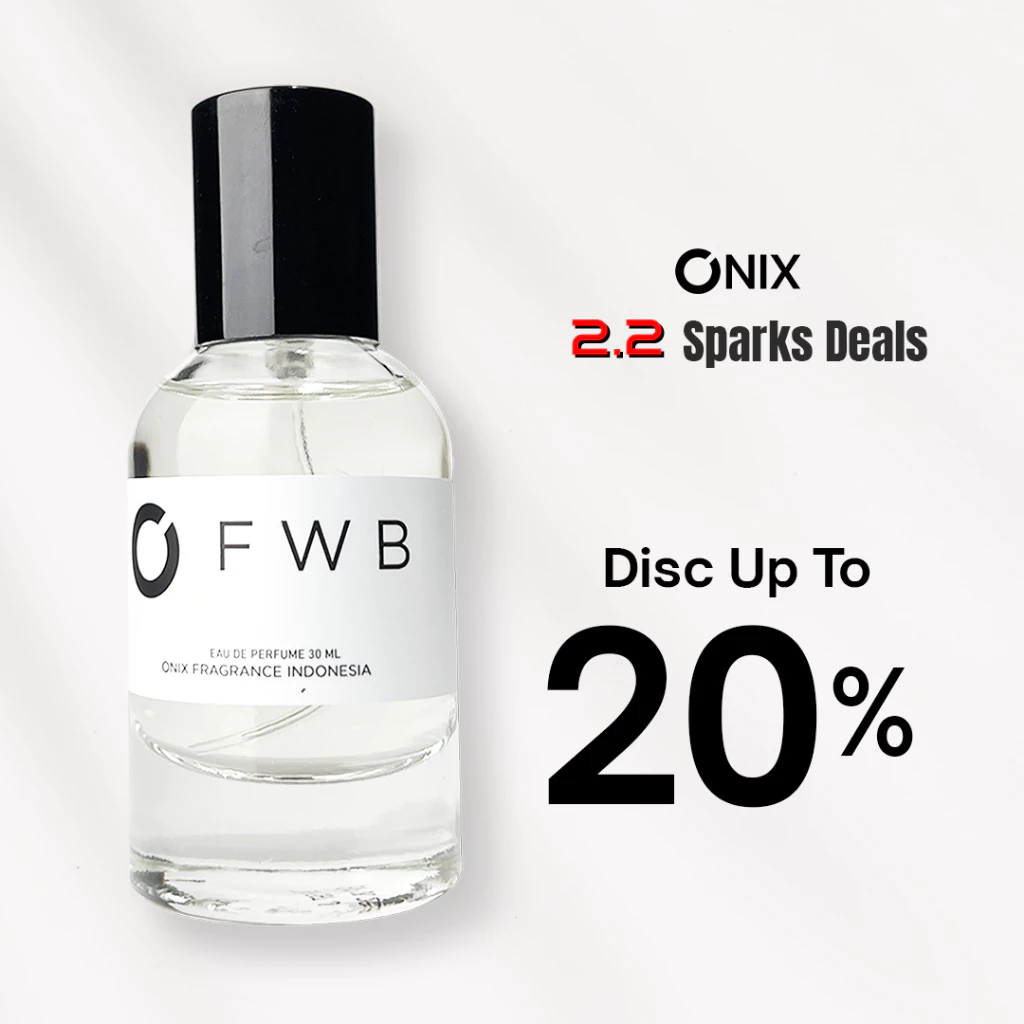 ONIX
2.2 Sparks Deals
Disc Up To
20%
FWB
EAU DE PERFUME 30 ML
ONIX FRAGRANCE INDONESIA